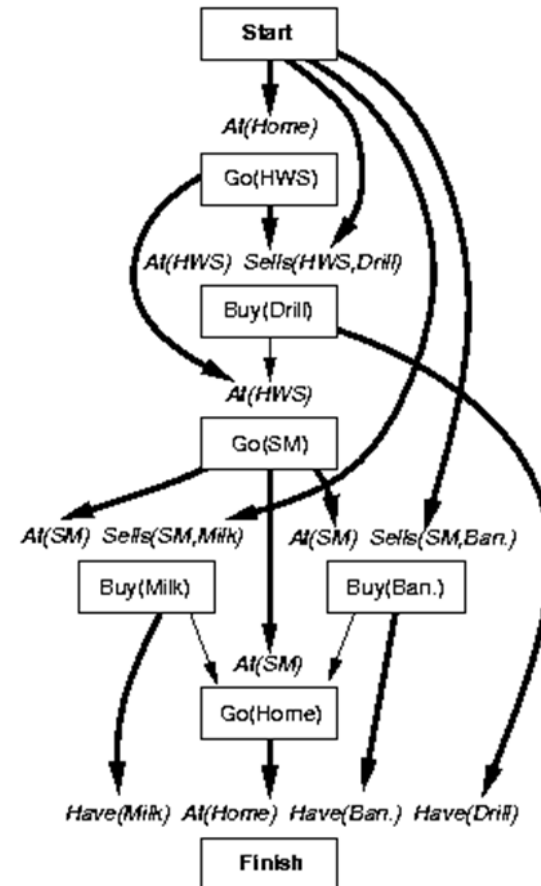 Start
At(Home)
Go(HWS)
At(HWS) Sells(HWS,Drill)
Buy(Drill)
At(HWS)
Go(SM)
At(SM) Sells(SM,Milk) At(SM) Sells(SM,Ban.)
Buy(Milk) Buy(Ban.)
At(SM)
Go(Home)
Have(Milk) At(Home) Have(Ban.) Have(Drill)
Finish